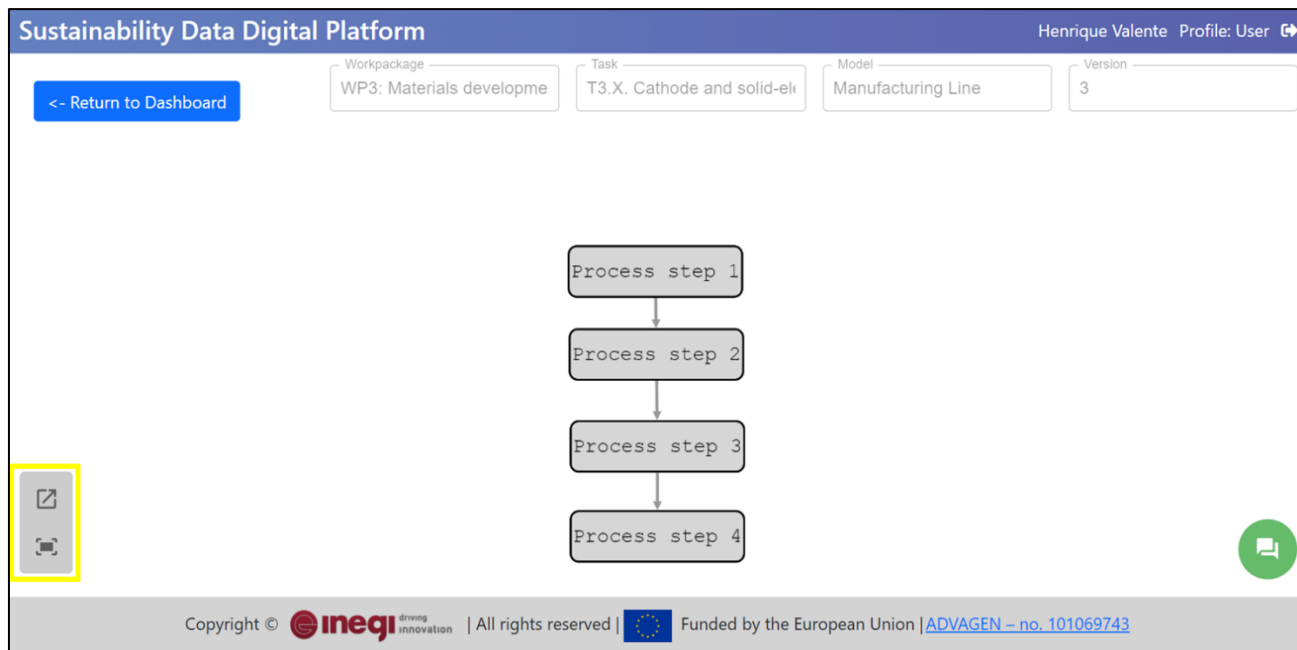 Sustainability Data Digital Platform
Henrique Valente Profile: User
<- Return to Dashboard
Workpackage
WP3: Materials developme
Task
T3.X. Cathode and solid-ele
Model
Manufacturing Line
Version
3
Process step 1
Process step 2
Process step 3
Process step 4
Copyright © inegi driving innovation | All rights reserved | Funded by the European Union | ADVAGEN – no. 101069743